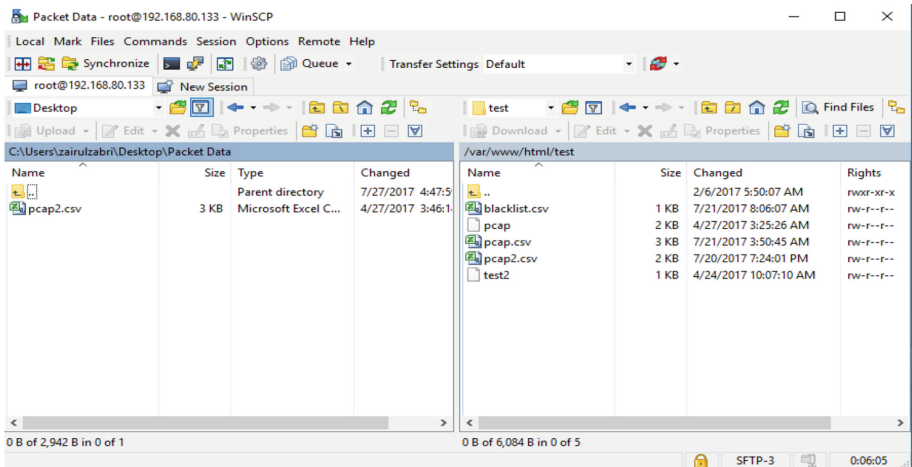 Packet Data - root@192.168.80.133 - WinSCP
Local Mark Files Commands Session Options Remote Help
Synchronize Queue Transfer Settings Default
root@192.168.80.133 New Session
Desktop test Find Files
Upload Edit Properties Download Edit Properties
C:\Users\zairulzabri\Desktop\Packet Data /var/www/html/test
Name Size Type Changed Name Size Changed Rights
.. Parent directory 7/27/2017 4:47:5 .. 2/6/2017 5:50:07 AM rwxr-xr-x
pcap2.csv 3 KB Microsoft Excel C... 4/27/2017 3:46:1 blacklist.csv 1 KB 7/21/2017 8:06:07 AM rw-r--r--
pcap 2 KB 4/27/2017 3:25:26 AM rw-r--r--
pcap.csv 3 KB 7/21/2017 3:50:45 AM rw-r--r--
pcap2.csv 2 KB 7/20/2017 7:24:01 PM rw-r--r--
test2 1 KB 4/24/2017 10:07:10 AM rw-r--r--
0 B of 2,942 B in 0 of 1 0 B of 6,084 B in 0 of 5
SFTP-3 0:06:05